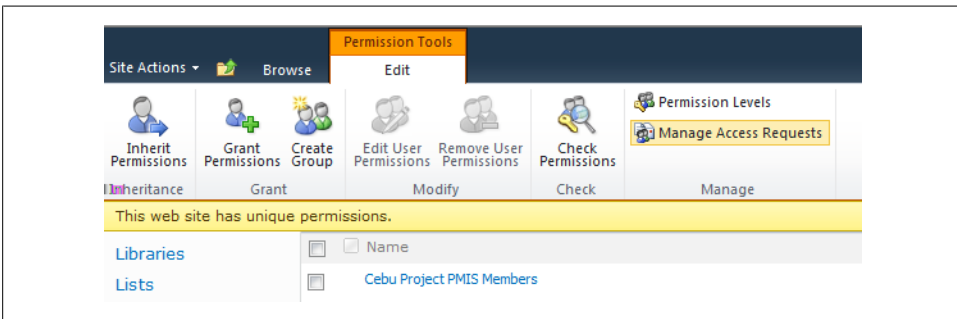 Permission Tools
Site Actions Browse Edit
Permission Levels
Manage Access Requests
Inherit Permissions
Grant Permissions
Create Group
Edit User Permissions
Remove User Permissions
Check Permissions
Inheritance Grant Modify Check Manage
This web site has unique permissions.
Libraries
Name
Lists
Cebu Project PMIS Members